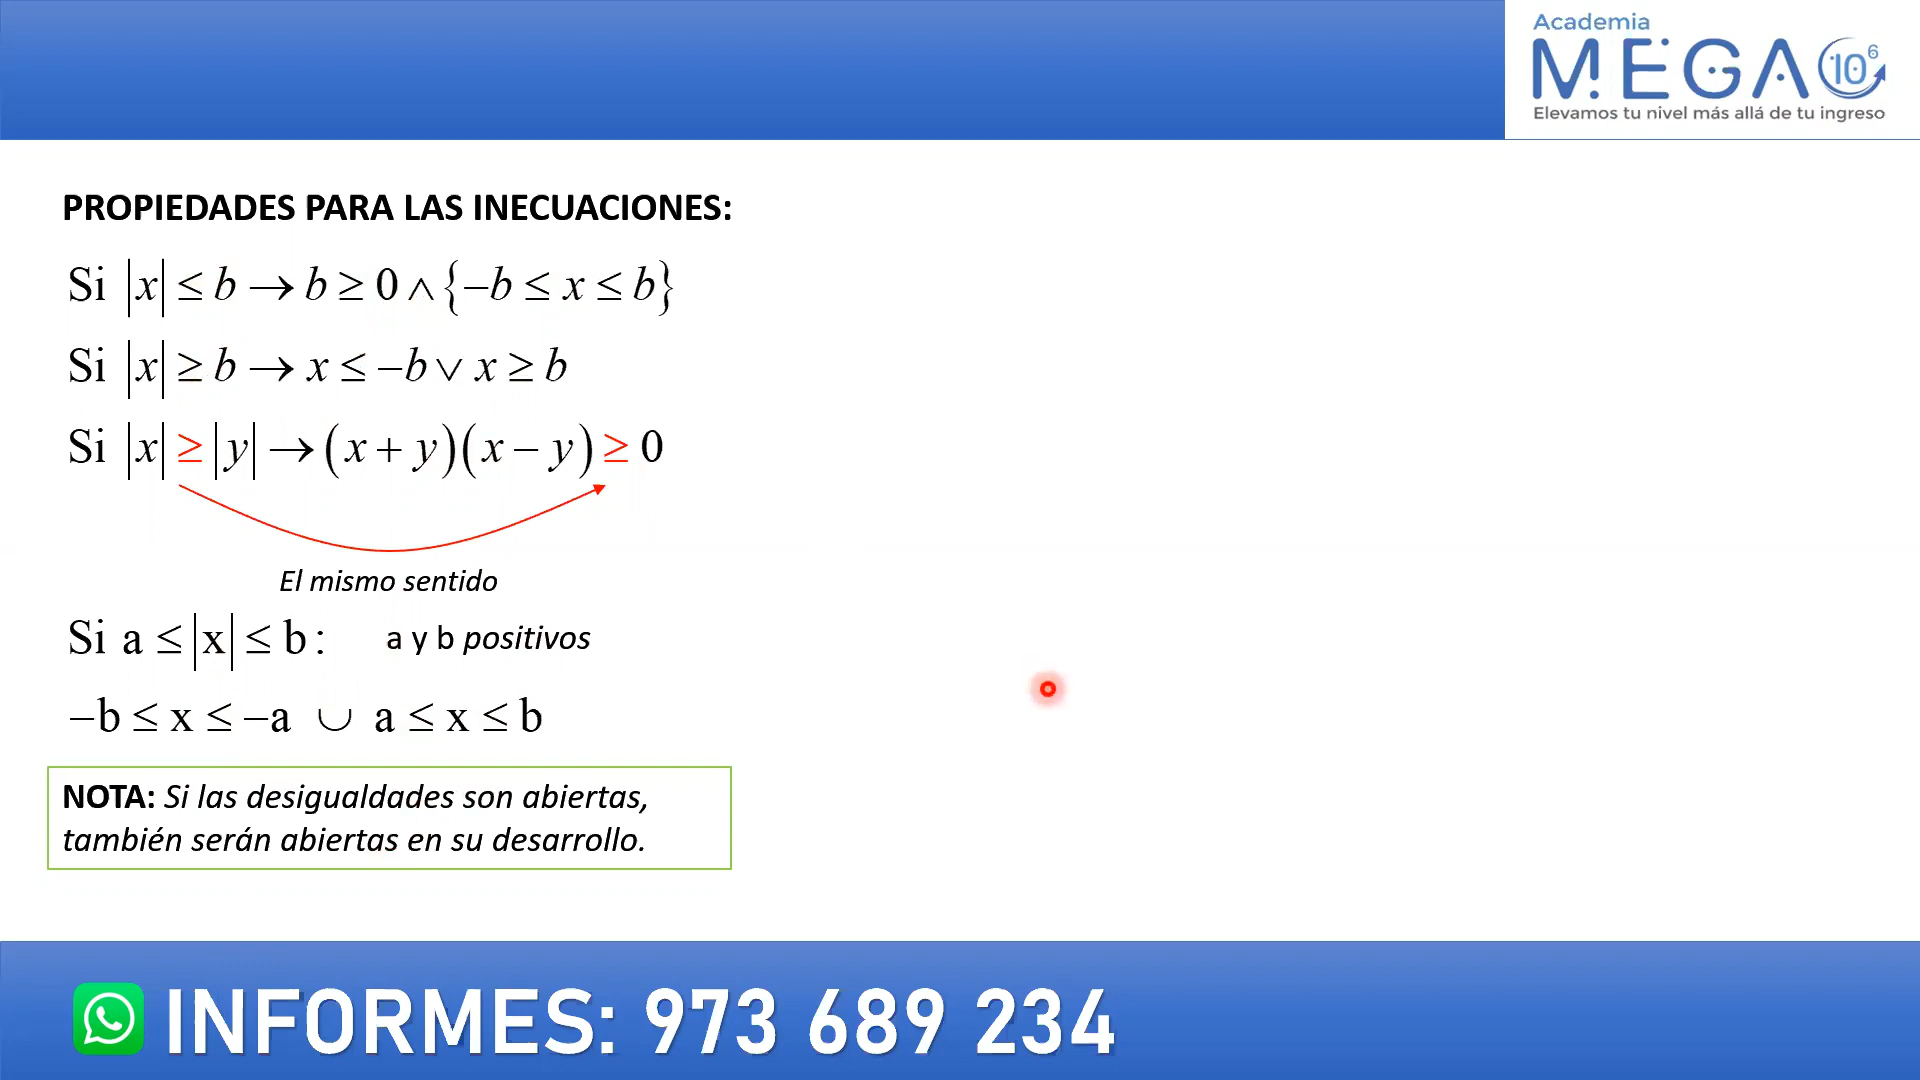 Academia
MEGA 10⁶
Elevamos tu nivel más allá de tu ingreso
PROPIEDADES PARA LAS INECUACIONES:
Si |x| ≤ b → b ≥ 0 ∧ {−b ≤ x ≤ b}
Si |x| ≥ b → x ≤ −b ∨ x ≥ b
Si |x| ≥ |y| → (x + y)(x − y) ≥ 0
El mismo sentido
Si a ≤ |x| ≤ b : a y b positivos
−b ≤ x ≤ −a ∪ a ≤ x ≤ b
NOTA: Si las desigualdades son abiertas,
también serán abiertas en su desarrollo.
INFORMES: 973 689 234